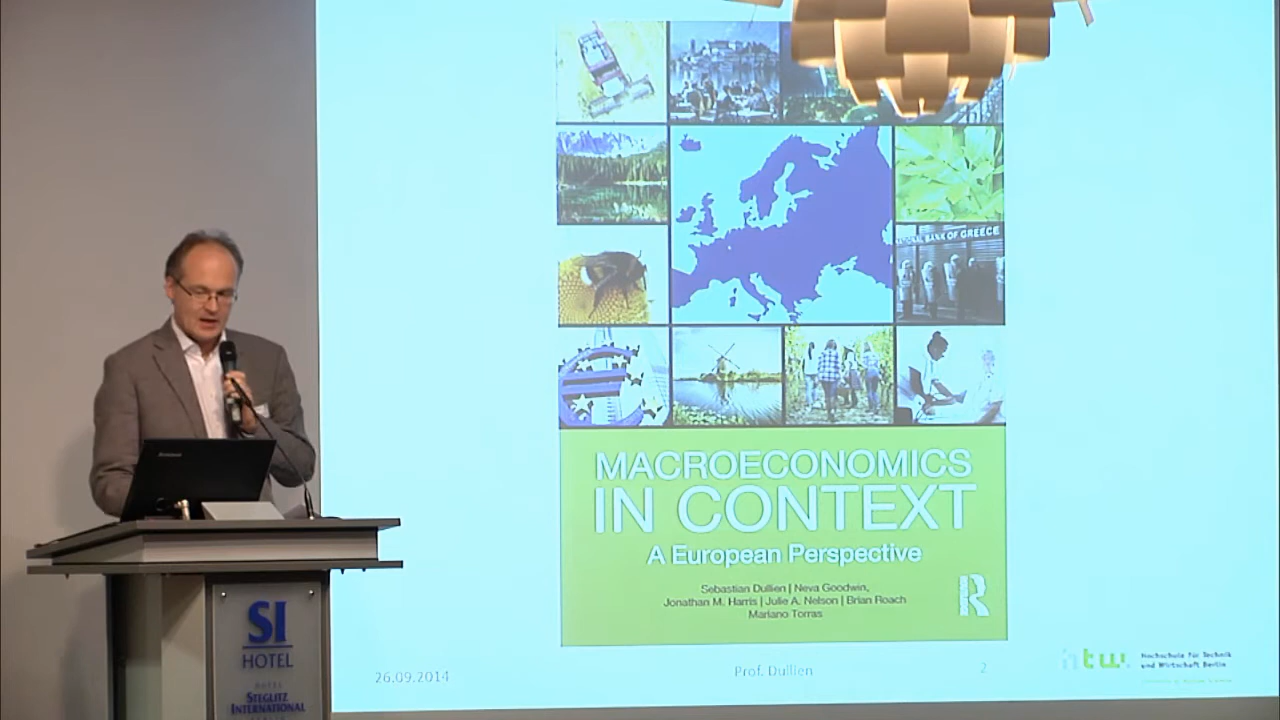 NATIONAL BANK OF GREECE
MACROECONOMICS
IN CONTEXT
A European Perspective
Sebastian Dullien | Neva Goodwin,
Jonathan M. Harris | Julie A. Nelson | Brian Roach
Mariano Torras
R
26.09.2014
Prof. Dullien
2
htw.
Hochschule für Technik
und Wirtschaft Berlin
lenovo
SI
HOTEL
HOTEL
STEGLITZ
INTERNATIONAL